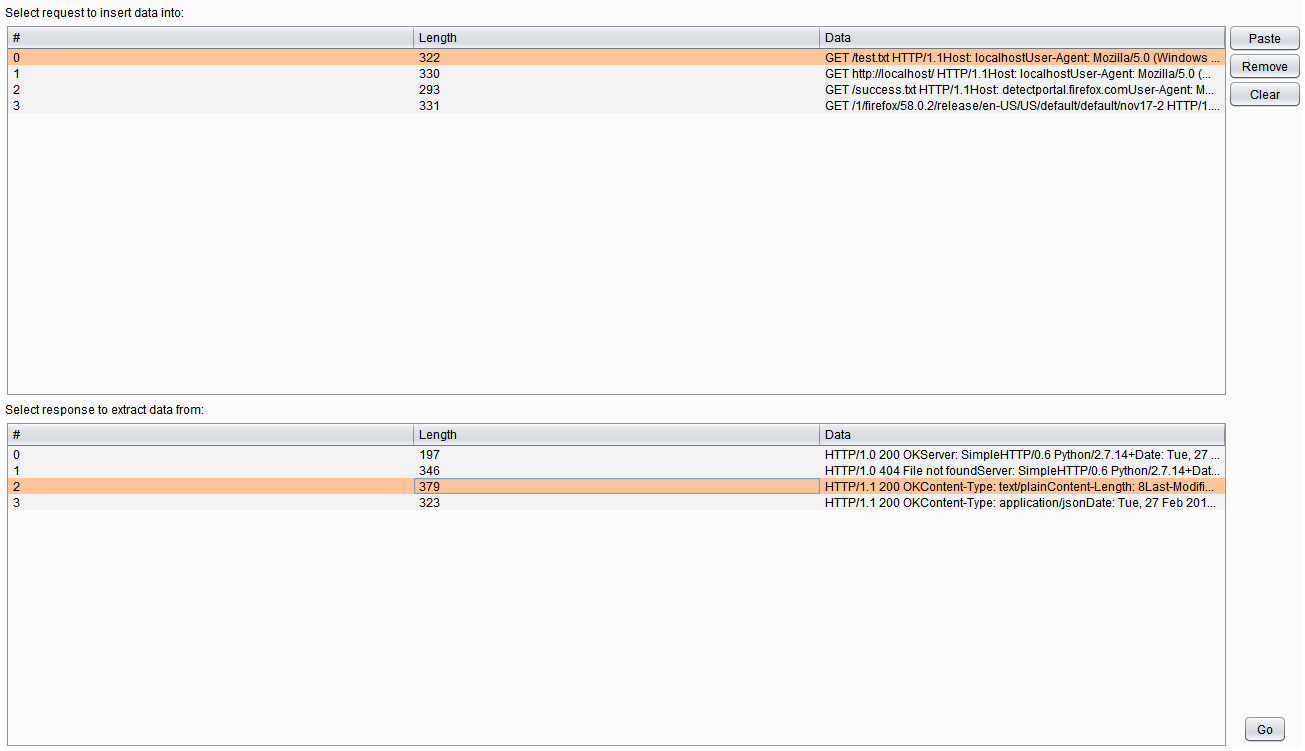 Select request to insert data into:
# Length Data
0 322 GET /test.txt HTTP/1.1Host: localhostUser-Agent: Mozilla/5.0 (Windows ...
1 330 GET http://localhost/ HTTP/1.1Host: localhostUser-Agent: Mozilla/5.0 (...
2 293 GET /success.txt HTTP/1.1Host: detectportal.firefox.comUser-Agent: M...
3 331 GET /1/firefox/58.0.2/release/en-US/US/default/default/nov17-2 HTTP/1....
Paste
Remove
Clear
Select response to extract data from:
# Length Data
0 197 HTTP/1.0 200 OKServer: SimpleHTTP/0.6 Python/2.7.14+Date: Tue, 27 ...
1 346 HTTP/1.0 404 File not foundServer: SimpleHTTP/0.6 Python/2.7.14+Dat...
2 379 HTTP/1.1 200 OKContent-Type: text/plainContent-Length: 8Last-Modifi...
3 323 HTTP/1.1 200 OKContent-Type: application/jsonDate: Tue, 27 Feb 201...
Go